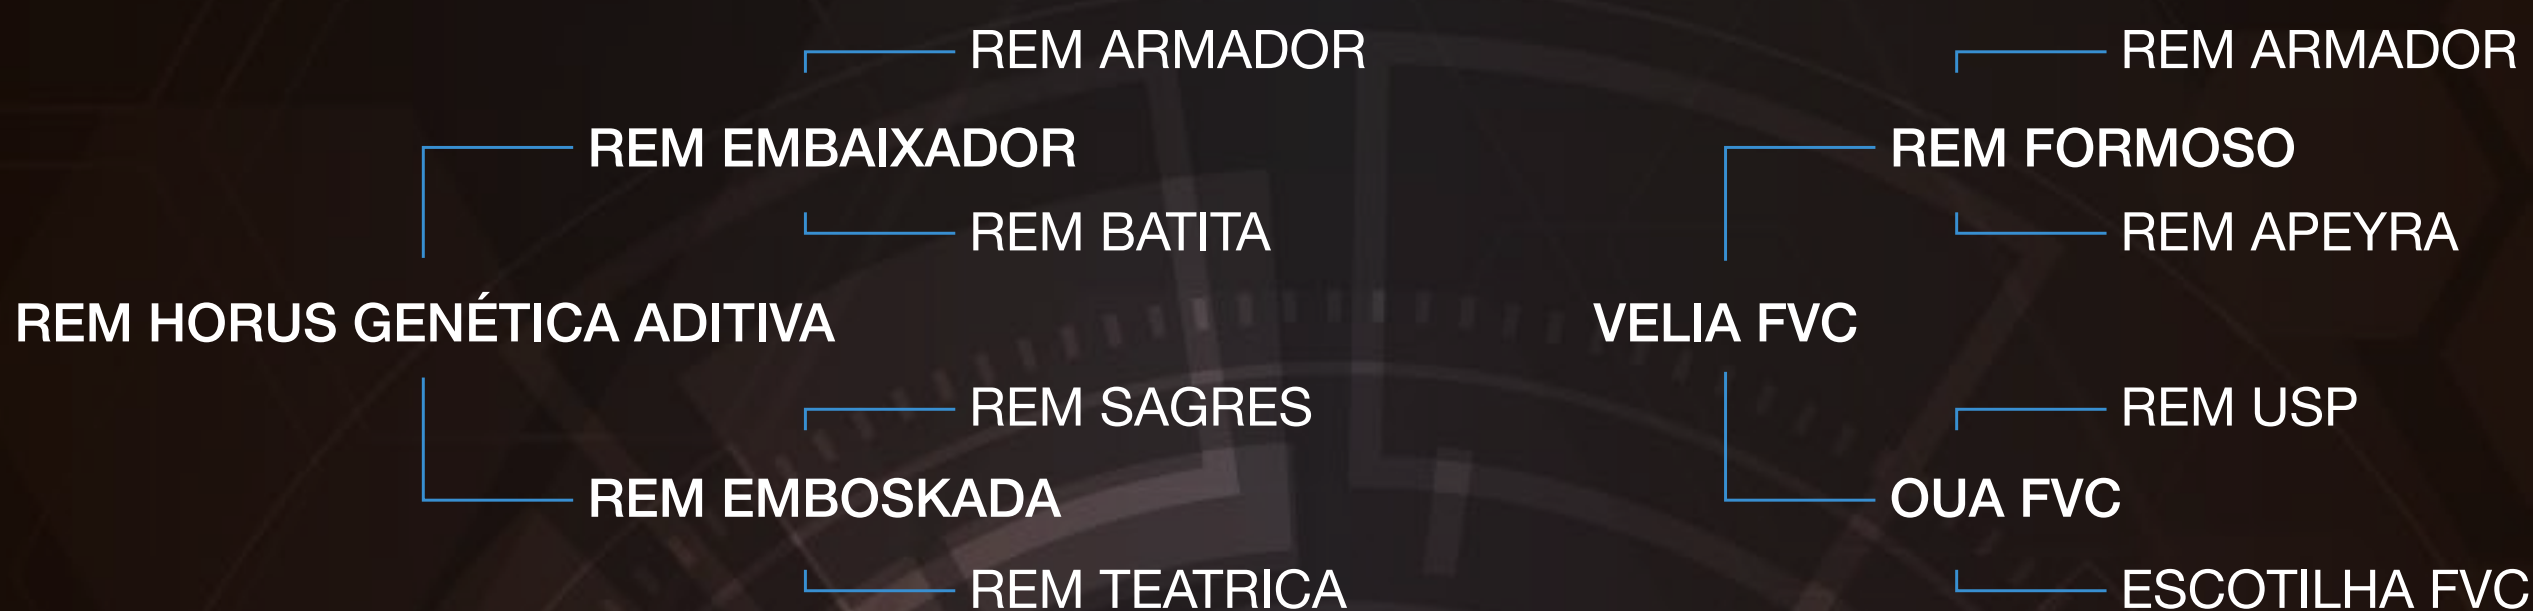 REM ARMADOR
REM EMBAIXADOR
REM BATITA
REM HORUS GENÉTICA ADITIVA
REM SAGRES
REM EMBOSKADA
REM TEATRICA
REM ARMADOR
REM FORMOSO
REM APEYRA
VELIA FVC
REM USP
OUA FVC
ESCOTILHA FVC